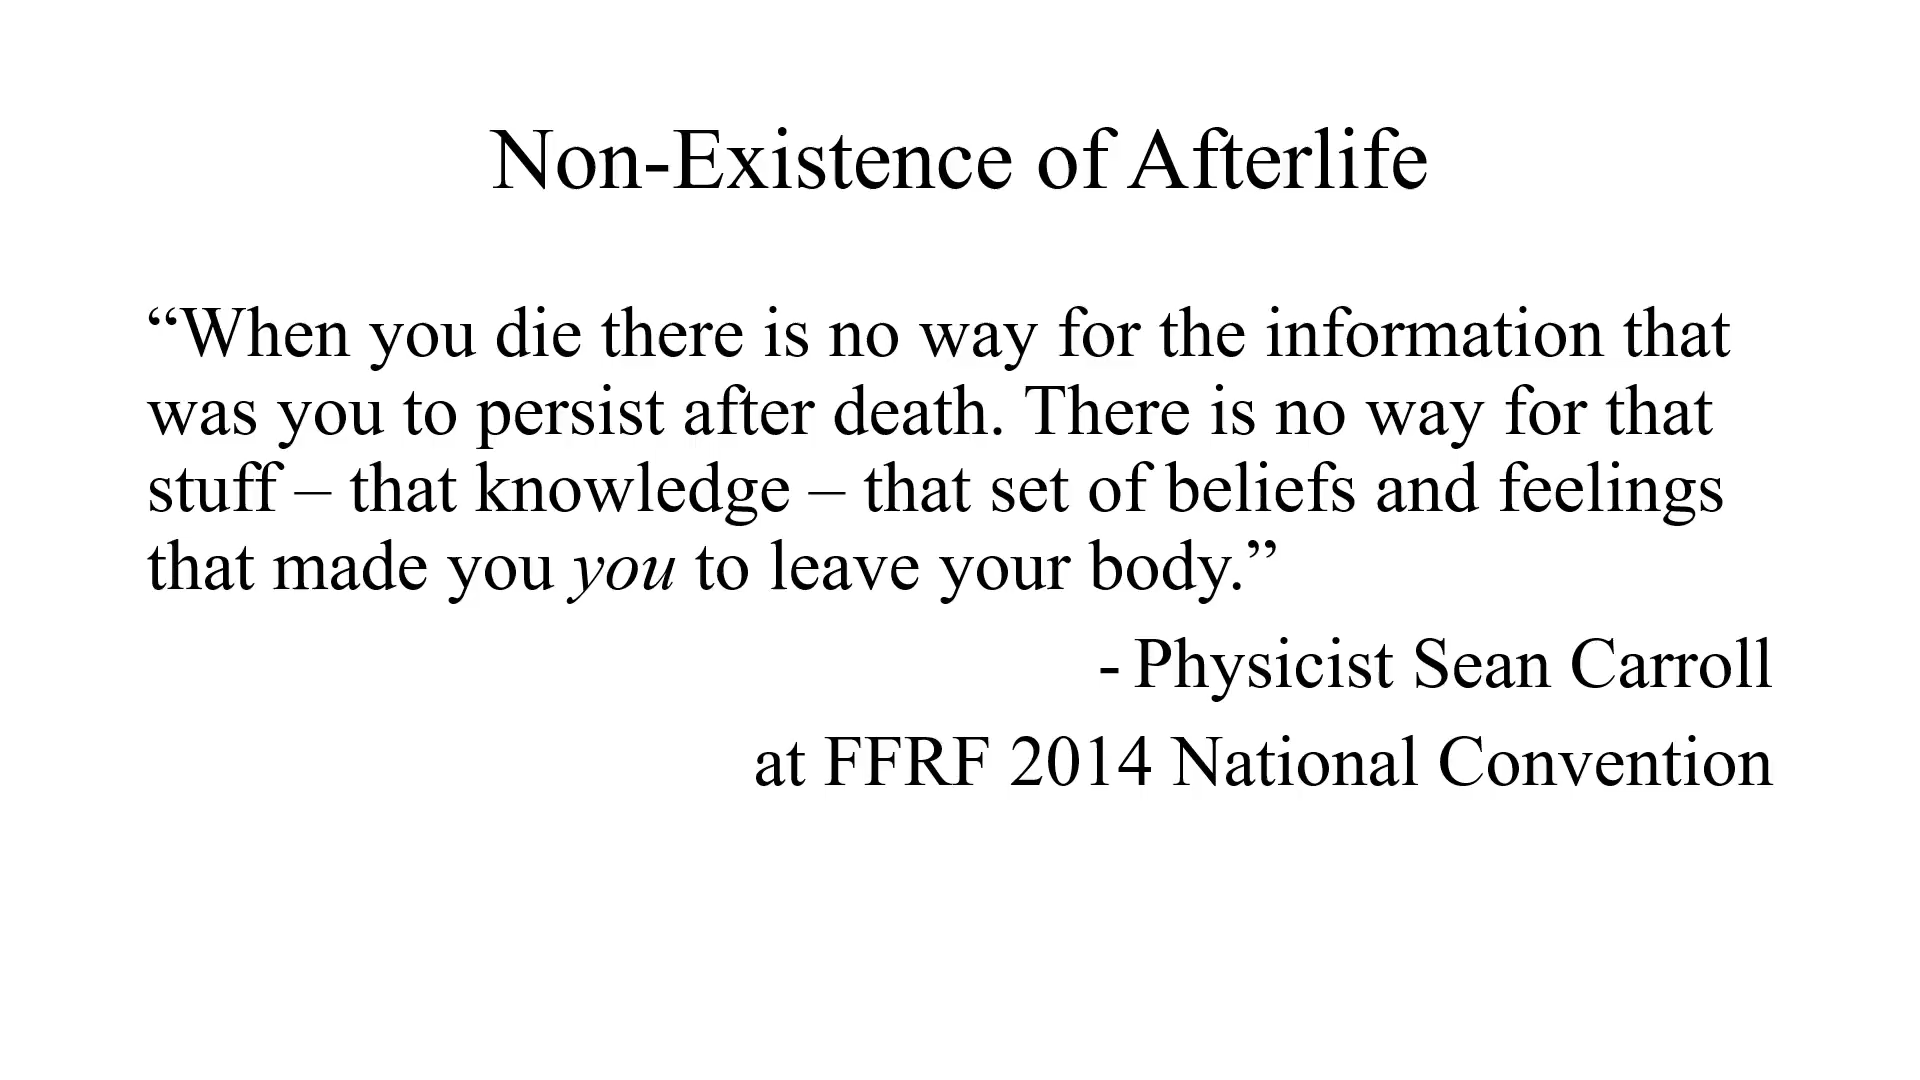 Non-Existence of Afterlife
“When you die there is no way for the information that
was you to persist after death. There is no way for that
stuff – that knowledge – that set of beliefs and feelings
that made you you to leave your body.”
- Physicist Sean Carroll
at FFRF 2014 National Convention